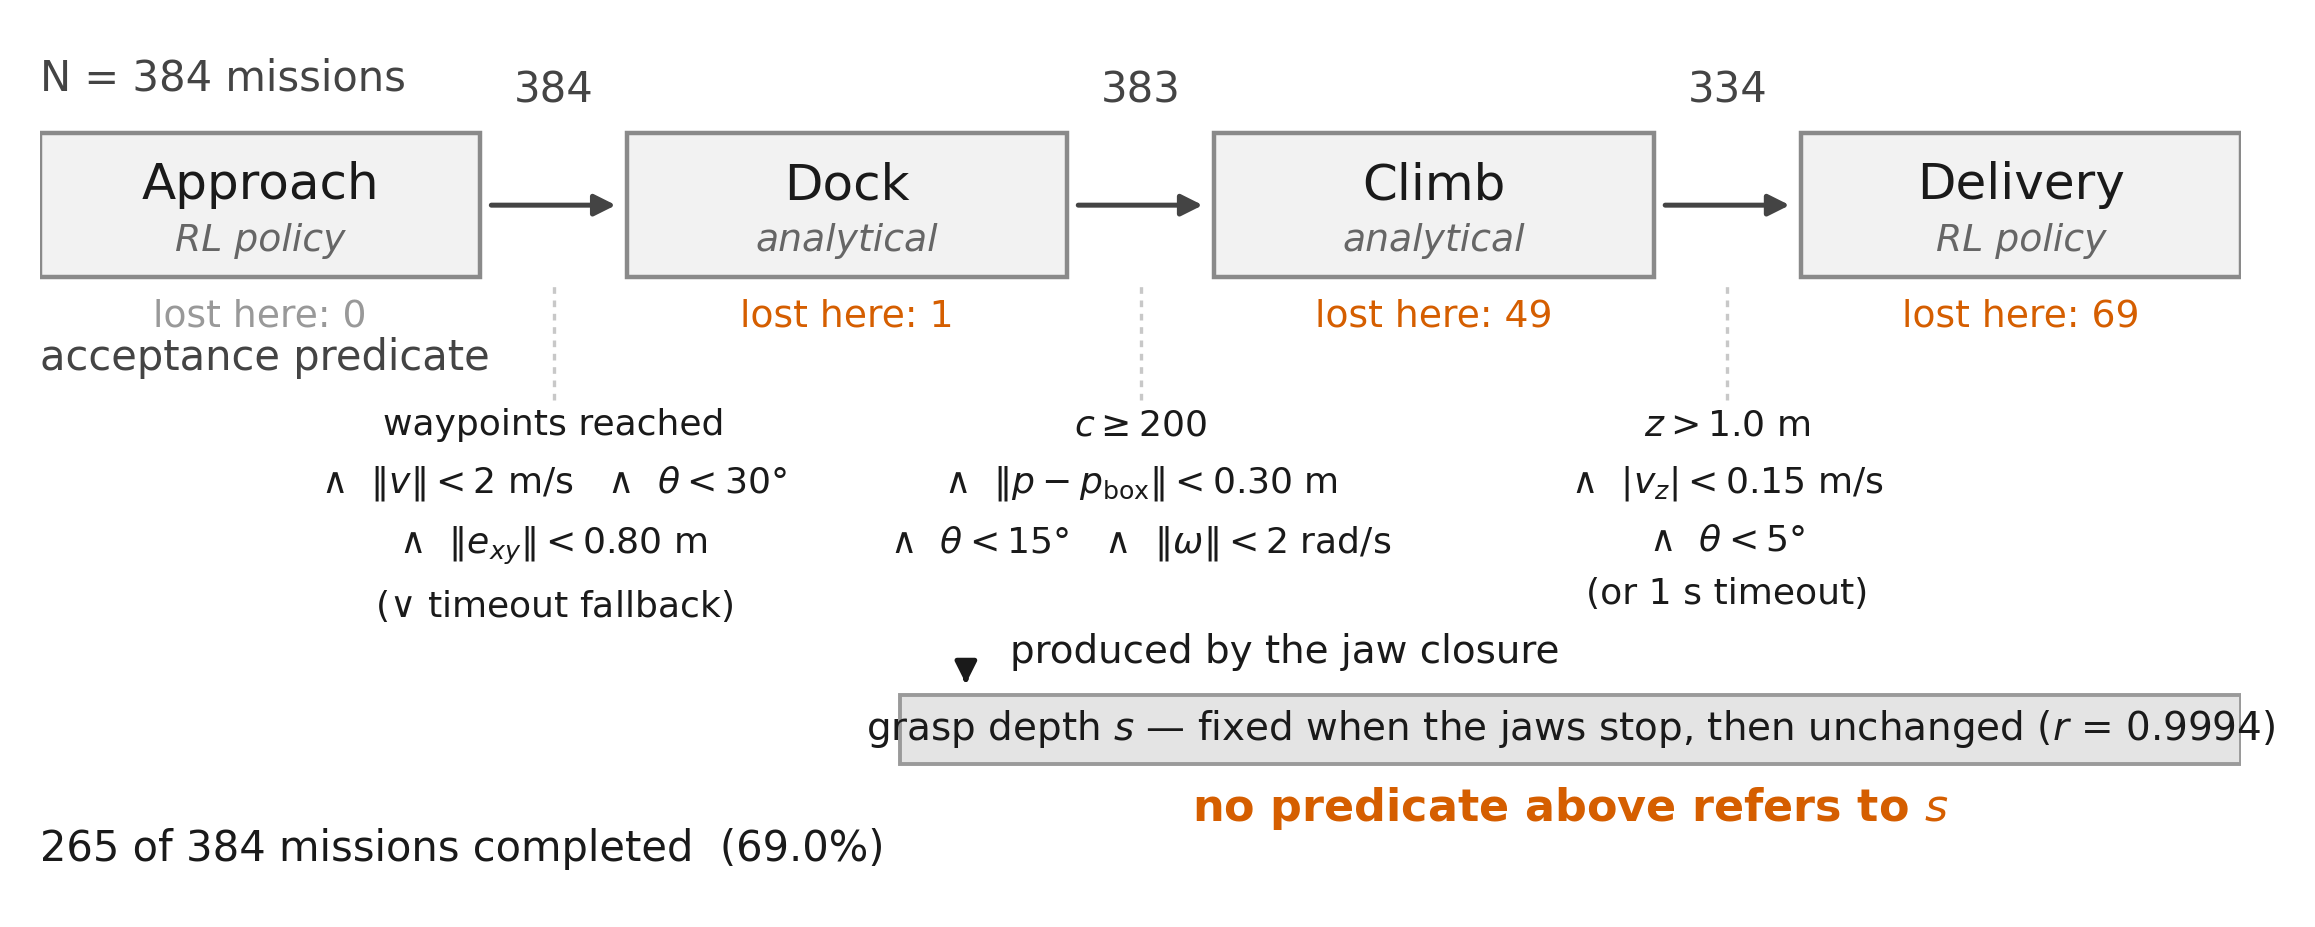 N = 384 missions
384
383
334
Approach
RL policy
Dock
analytical
Climb
analytical
Delivery
RL policy
lost here: 0
lost here: 1
lost here: 49
lost here: 69
acceptance predicate
waypoints reached
∧ ‖v‖ < 2 m/s ∧ θ < 30°
∧ ‖e_xy‖ < 0.80 m
(∨ timeout fallback)
c ≥ 200
∧ ‖p − p_box‖ < 0.30 m
∧ θ < 15° ∧ ‖ω‖ < 2 rad/s
z > 1.0 m
∧ |v_z| < 0.15 m/s
∧ θ < 5°
(or 1 s timeout)
produced by the jaw closure
grasp depth s — fixed when the jaws stop, then unchanged (r = 0.9994)
no predicate above refers to s
265 of 384 missions completed (69.0%)